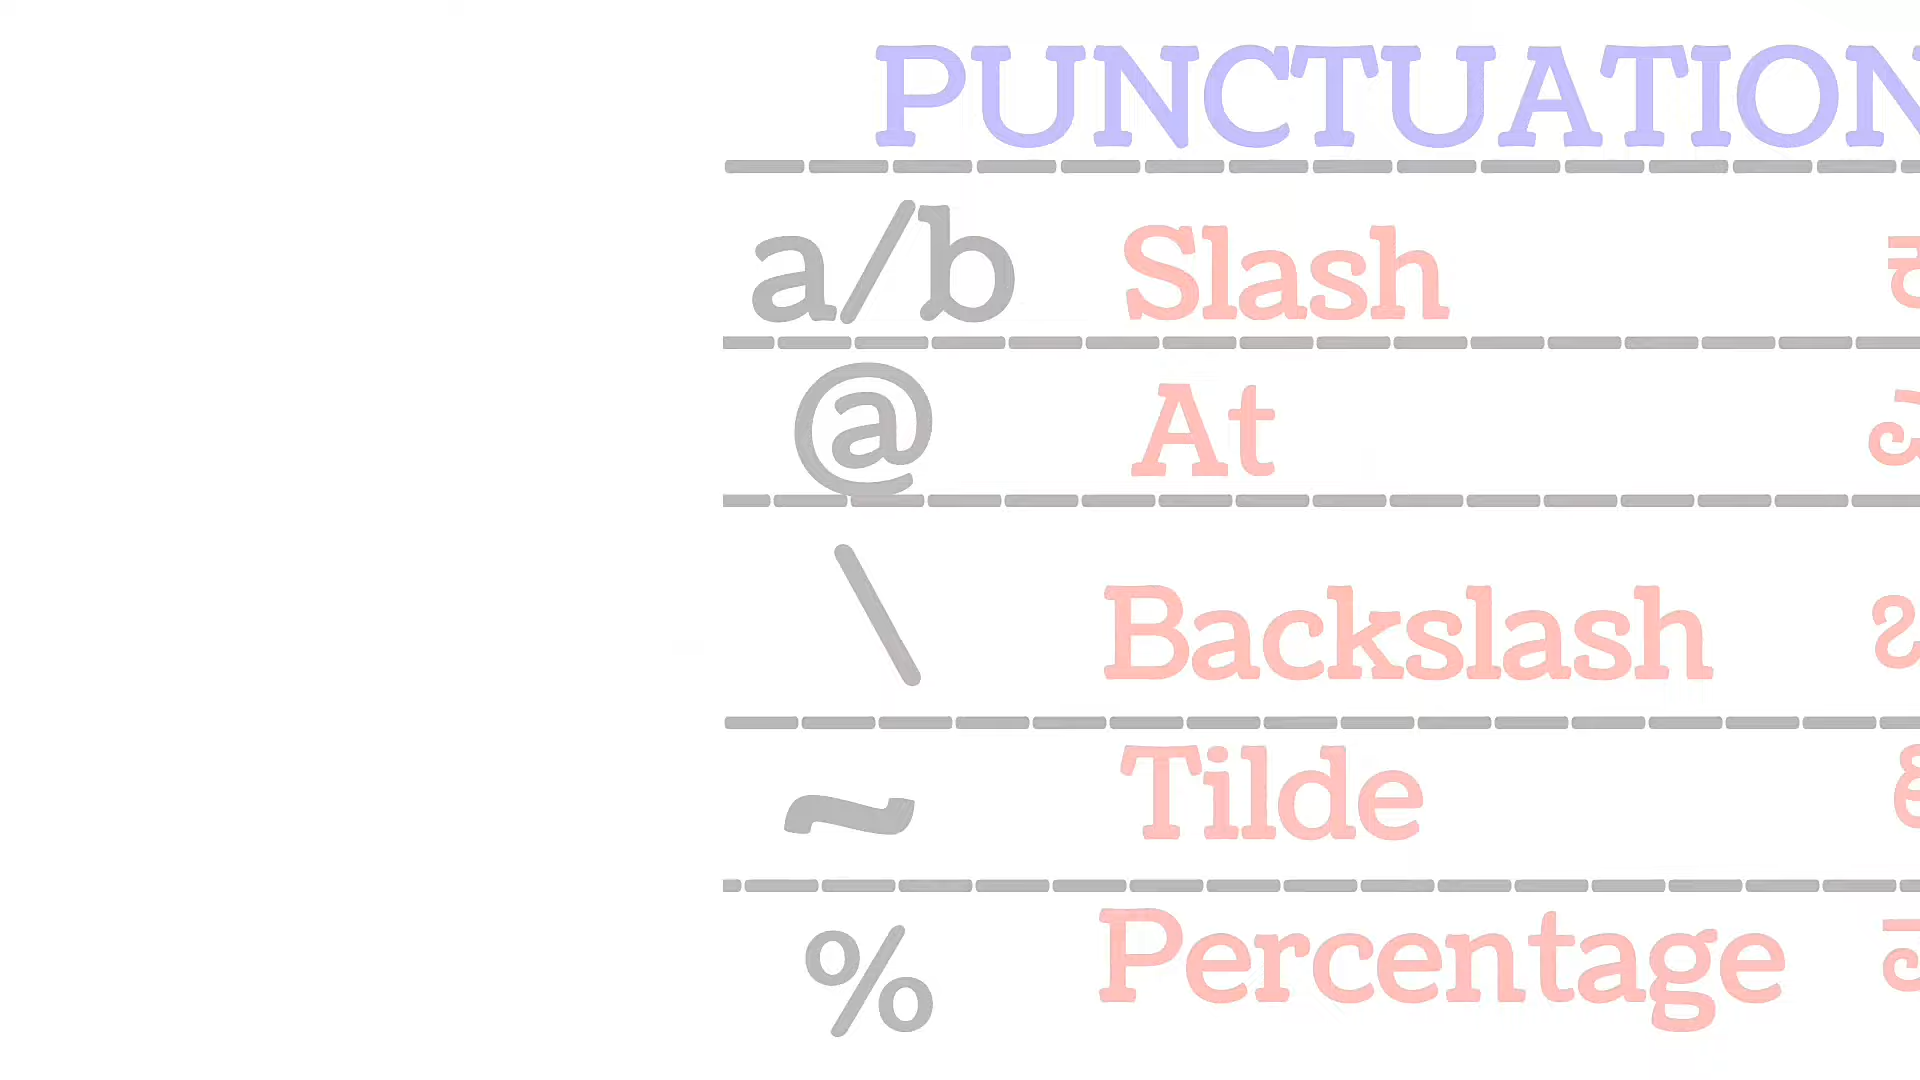 PUNCTUATION
a/b Slash
@ At
\ Backslash
~ Tilde
% Percentage